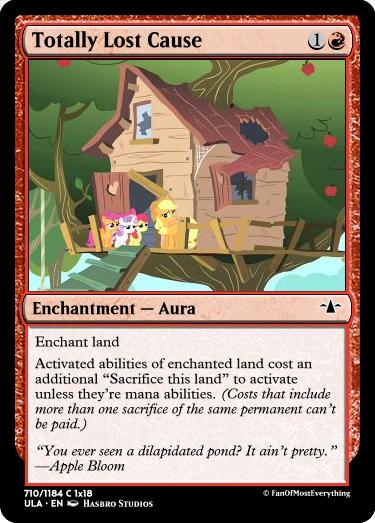 Totally Lost Cause 1
Enchantment — Aura
Enchant land
Activated abilities of enchanted land cost an
additional “Sacrifice this land” to activate
unless they’re mana abilities. (Costs that include
more than one sacrifice of the same permanent can’t
be paid.)
“You ever seen a dilapidated pond? It ain’t pretty.”
—Apple Bloom
710/1184 C 1x18
ULA • EN Hasbro Studios
© FanOfMostEverything